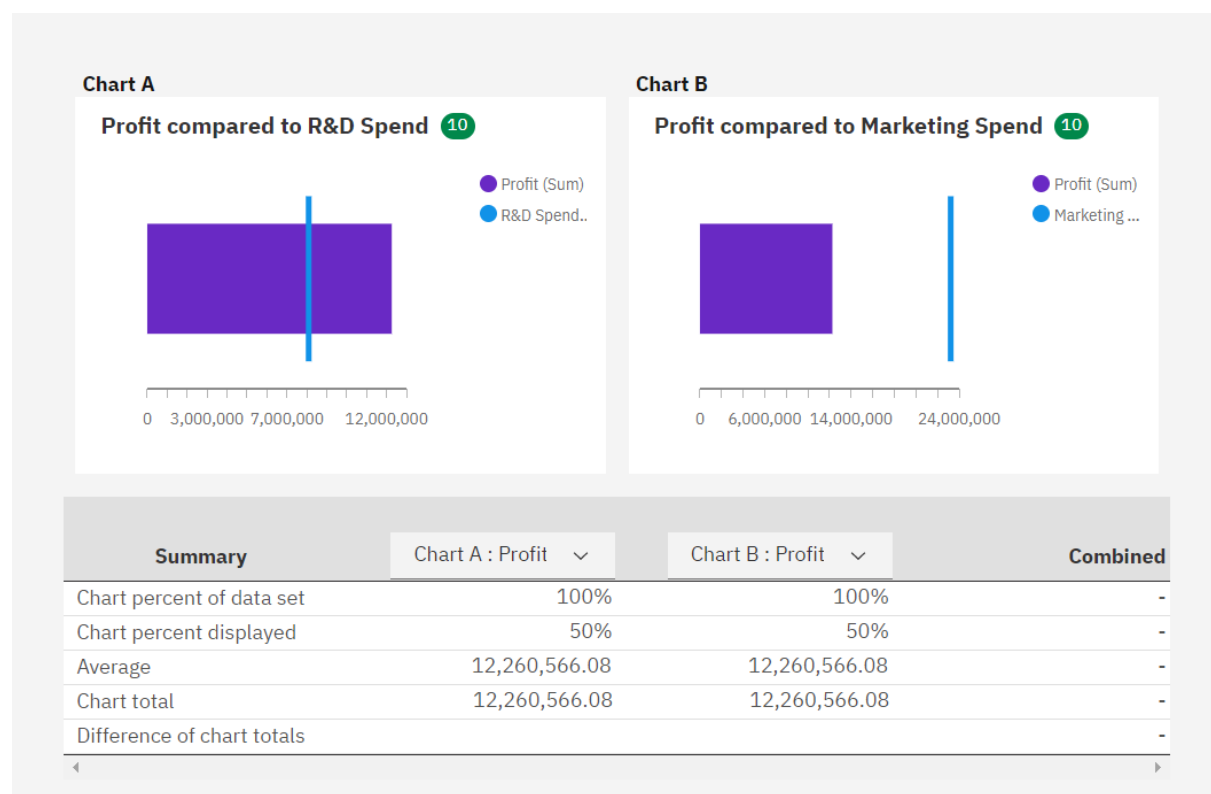 Chart A
Profit compared to R&D Spend 10
Profit (Sum)
R&D Spend..
0 3,000,000 7,000,000 12,000,000
Chart B
Profit compared to Marketing Spend 10
Profit (Sum)
Marketing ...
0 6,000,000 14,000,000 24,000,000
Summary Chart A : Profit Chart B : Profit Combined
Chart percent of data set 100% 100% -
Chart percent displayed 50% 50% -
Average 12,260,566.08 12,260,566.08 -
Chart total 12,260,566.08 12,260,566.08 -
Difference of chart totals -